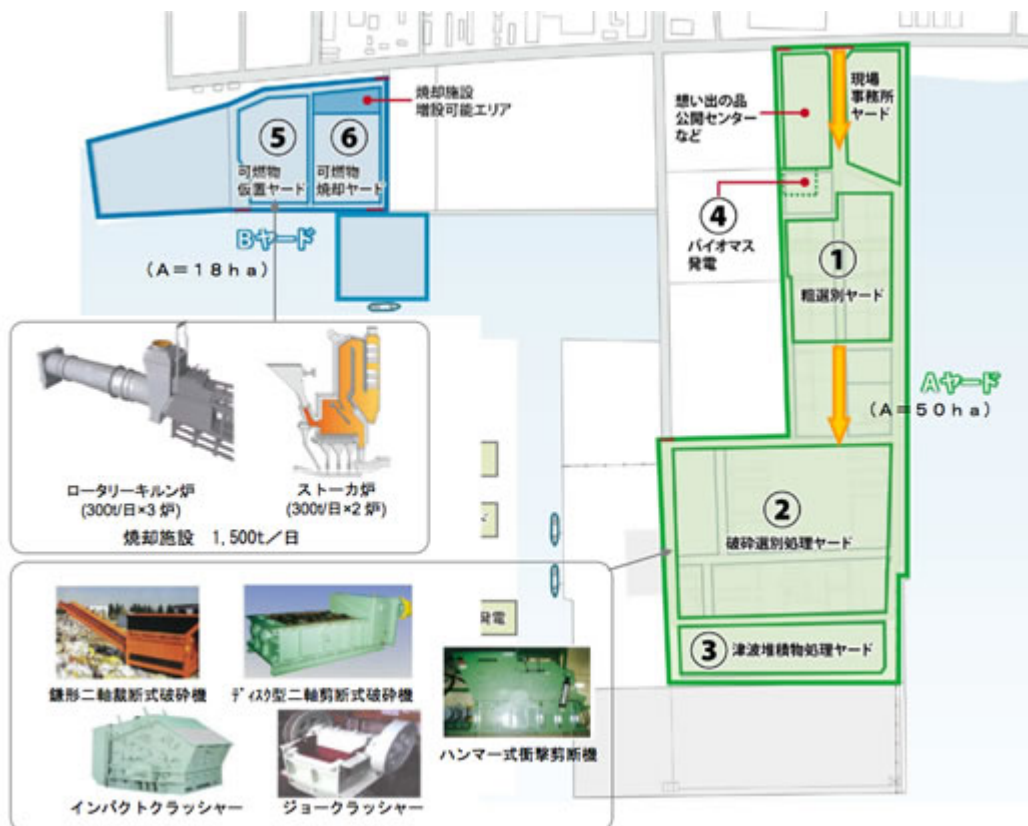 焼却施設
増設可能エリア
⑤
可燃物
仮置ヤード
⑥
可燃物
焼却ヤード
Bヤード
(A=18ha)
想い出の品
公開センター
など
現場
事務所
ヤード
④
バイオマス
発電
①
粗選別ヤード
Aヤード
(A=50ha)
②
破砕選別処理ヤード
③ 津波堆積物処理ヤード
ロータリーキルン炉
(300t/日×3炉)
ストーカ炉
(300t/日×2炉)
焼却施設 1,500t/日
発電
鎌形二軸裁断式破砕機
ディスク型二軸剪断式破砕機
ハンマー式衝撃剪断機
インパクトクラッシャー
ジョークラッシャー